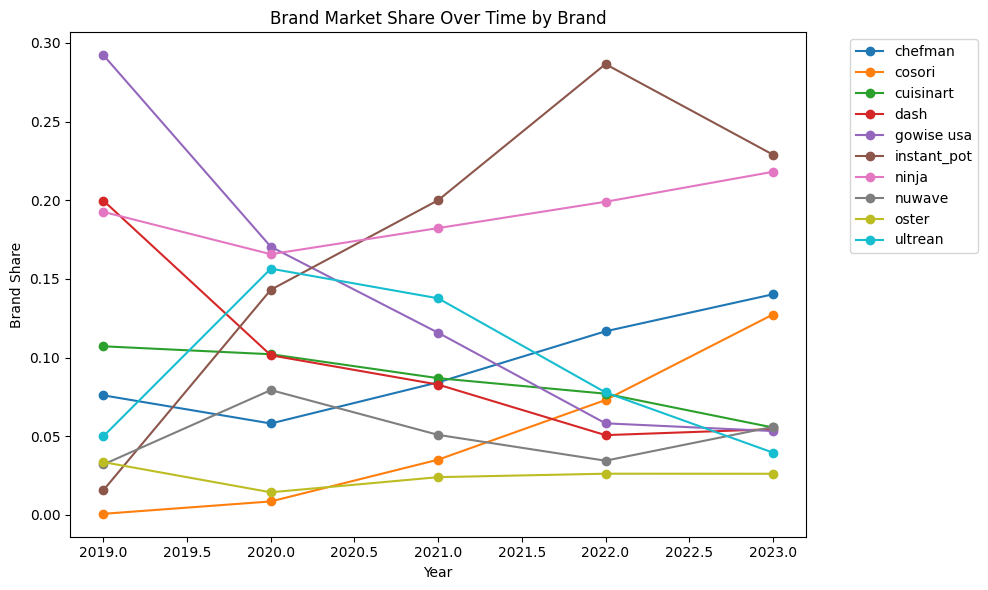 Brand Market Share Over Time by Brand
Brand Share
0.30
0.25
0.20
0.15
0.10
0.05
0.00
2019.0 2019.5 2020.0 2020.5 2021.0 2021.5 2022.0 2022.5 2023.0
Year
chefman
cosori
cuisinart
dash
gowise usa
instant_pot
ninja
nuwave
oster
ultrean